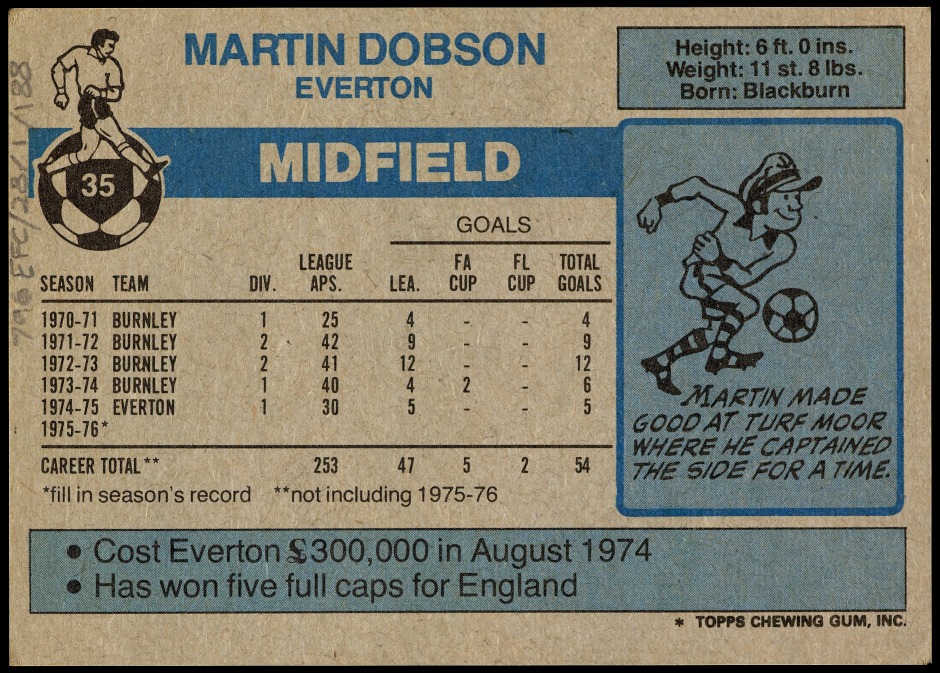 MARTIN DOBSON
EVERTON
Height: 6 ft. 0 ins.
Weight: 11 st. 8 lbs.
Born: Blackburn
35
MIDFIELD
GOALS
SEASON TEAM DIV. LEAGUE APS. LEA. FA CUP FL CUP TOTAL GOALS
1970-71 BURNLEY 1 25 4 - - 4
1971-72 BURNLEY 2 42 9 - - 9
1972-73 BURNLEY 2 41 12 - - 12
1973-74 BURNLEY 1 40 4 2 - 6
1974-75 EVERTON 1 30 5 - - 5
1975-76*
CAREER TOTAL** 253 47 5 2 54
*fill in season's record **not including 1975-76
MARTIN MADE
GOOD AT TURF MOOR
WHERE HE CAPTAINED
THE SIDE FOR A TIME.
• Cost Everton £300,000 in August 1974
• Has won five full caps for England
* TOPPS CHEWING GUM, INC.
796 EFC/28/1/188